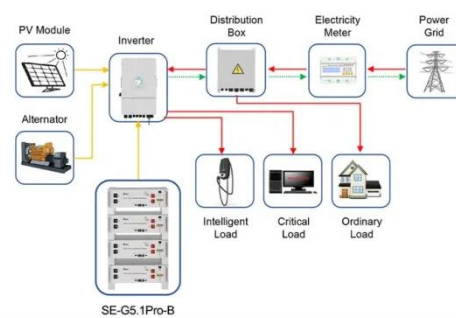 PV Module
Inverter
Distribution
Box
Electricity
Meter
Power
Grid
Alternator
Intelligent
Load
Critical
Load
Ordinary
Load
SE-G5.1Pro-B